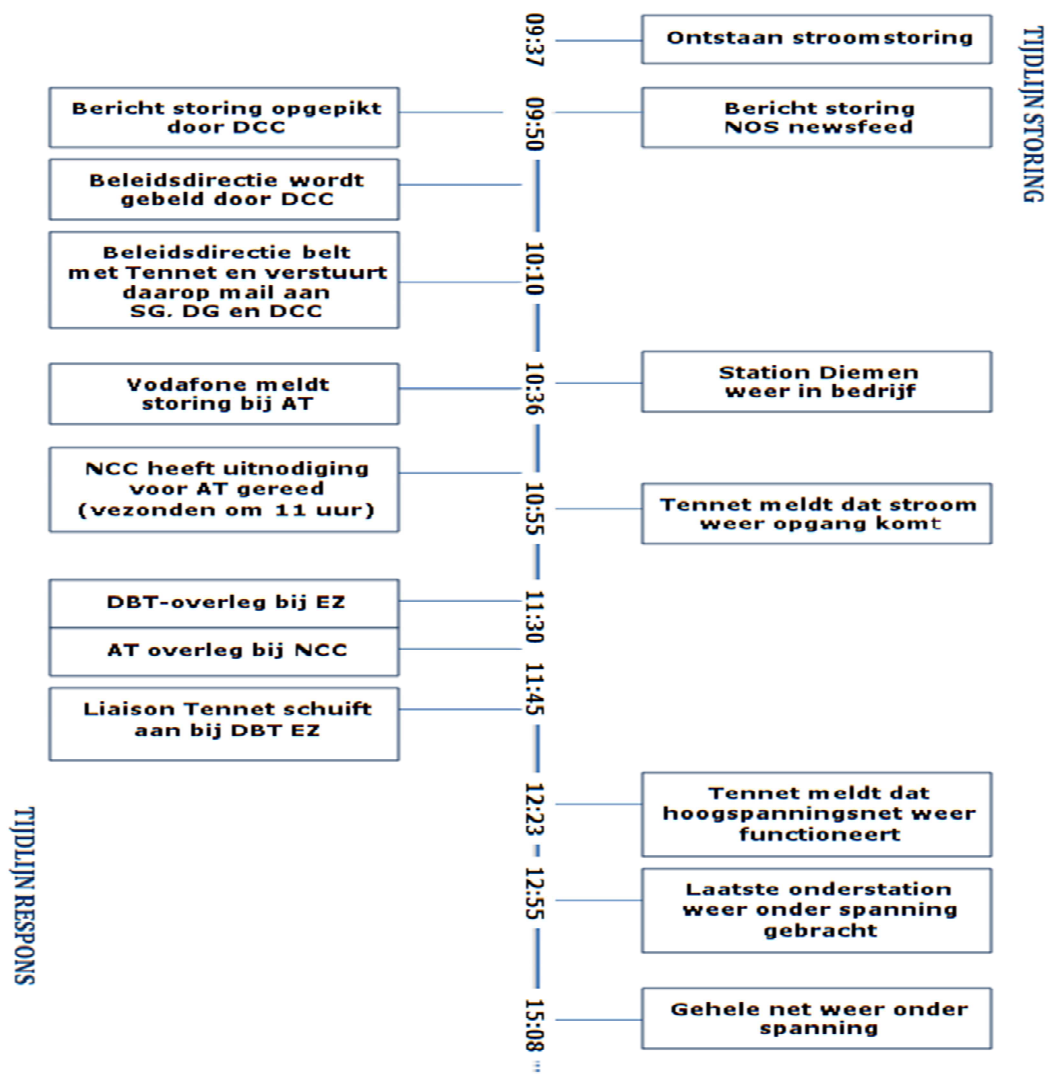 TIJDLIJN STORING
09:37
Ontstaan stroomstoring
Bericht storing opgepikt
door DCC
09:50
Bericht storing
NOS newsfeed
Beleidsdirectie wordt
gebeld door DCC
Beleidsdirectie belt
met Tennet en verstuurt
daarop mail aan
SG. DG en DCC
10:10
Vodafone meldt
storing bij AT
10:36
Station Diemen
weer in bedrijf
NCC heeft uitnodiging
voor AT gereed
(vezonden om 11 uur)
10:55
Tennet meldt dat stroom
weer opgang komt
DBT-overleg bij EZ
11:30
AT overleg bij NCC
Liaison Tennet schuift
aan bij DBT EZ
11:45
12:23
Tennet meldt dat
hoogspanningsnet weer
functioneert
12:55
Laatste onderstation
weer onder spanning
gebracht
15:08 ...
Gehele net weer onder
spanning
TIJDLIJN RESPONS